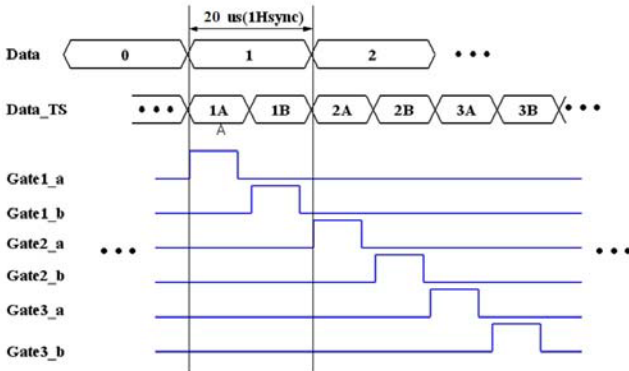 20 us(1Hsync)
Data 0 1 2 •••
Data_TS ••• 1A 1B 2A 2B 3A 3B •••
A
Gate1_a
Gate1_b
Gate2_a
••• •••
Gate2_b
Gate3_a
Gate3_b